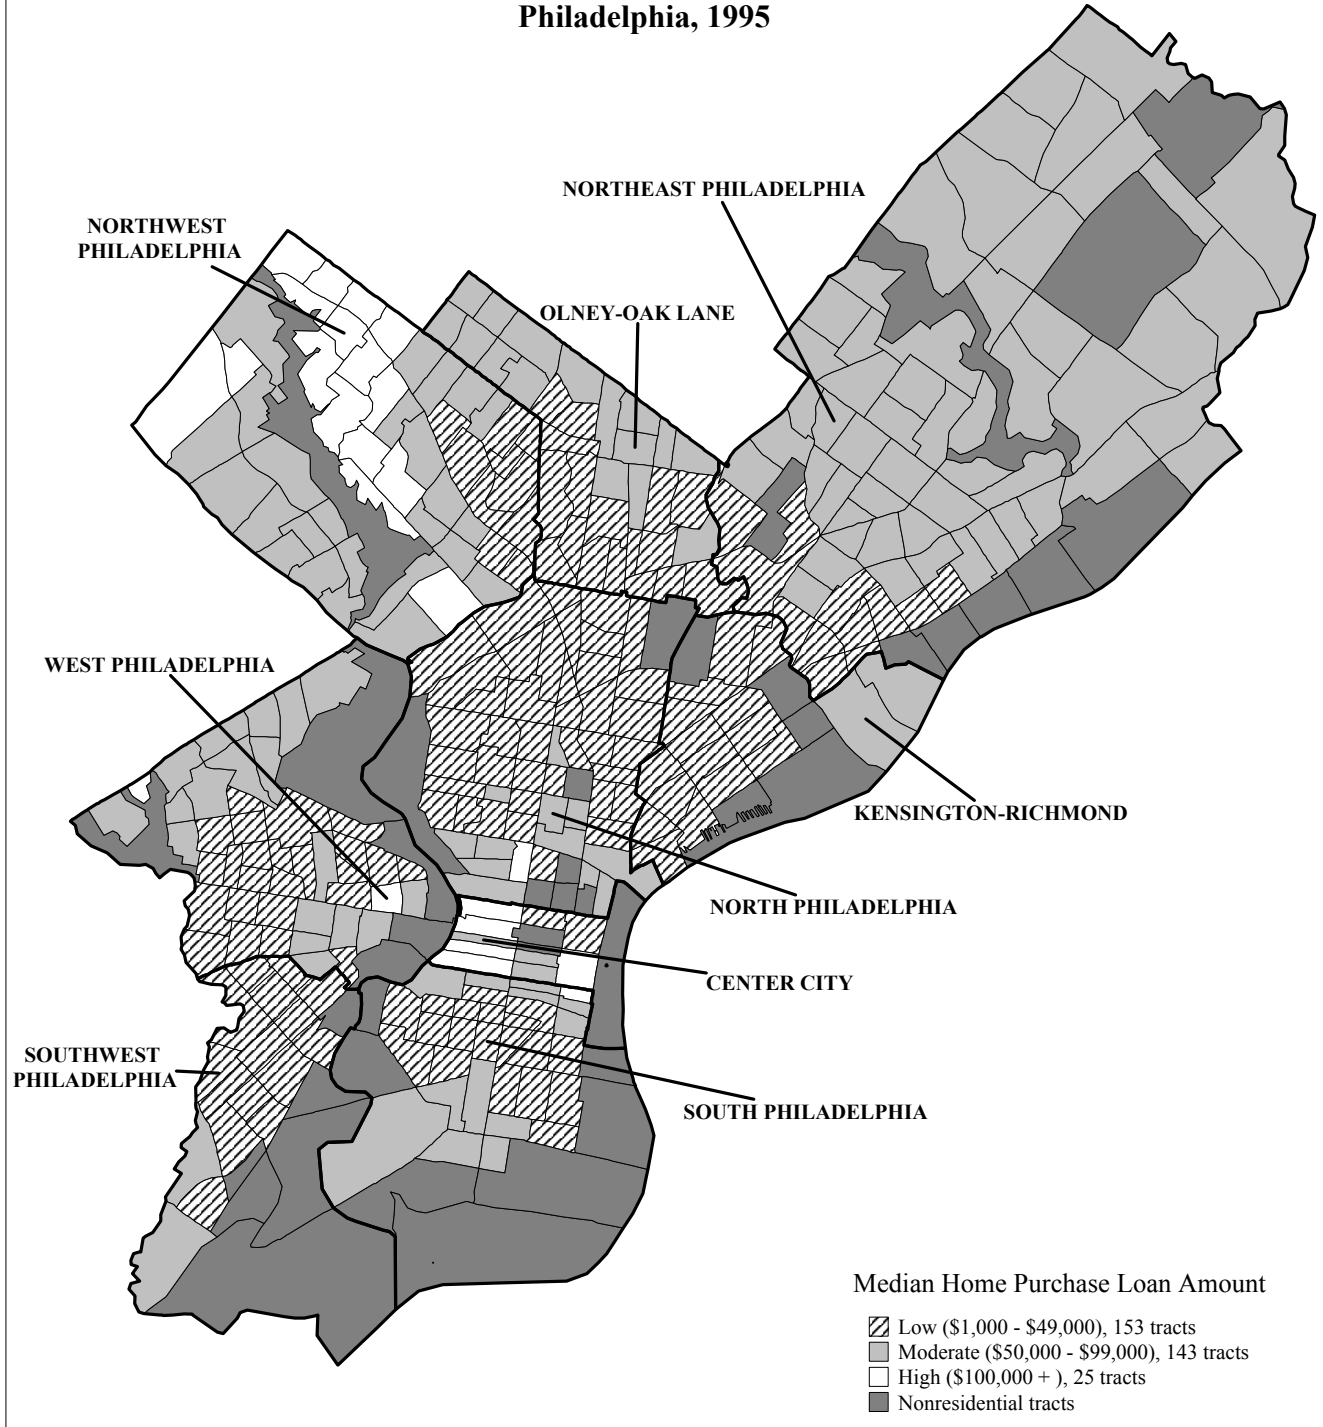 Philadelphia, 1995
NORTHEAST PHILADELPHIA
NORTHWEST
PHILADELPHIA
OLNEY-OAK LANE
WEST PHILADELPHIA
KENSINGTON-RICHMOND
NORTH PHILADELPHIA
CENTER CITY
SOUTHWEST
PHILADELPHIA
SOUTH PHILADELPHIA
Median Home Purchase Loan Amount
Low ($1,000 - $49,000), 153 tracts
Moderate ($50,000 - $99,000), 143 tracts
High ($100,000 + ), 25 tracts
Nonresidential tracts